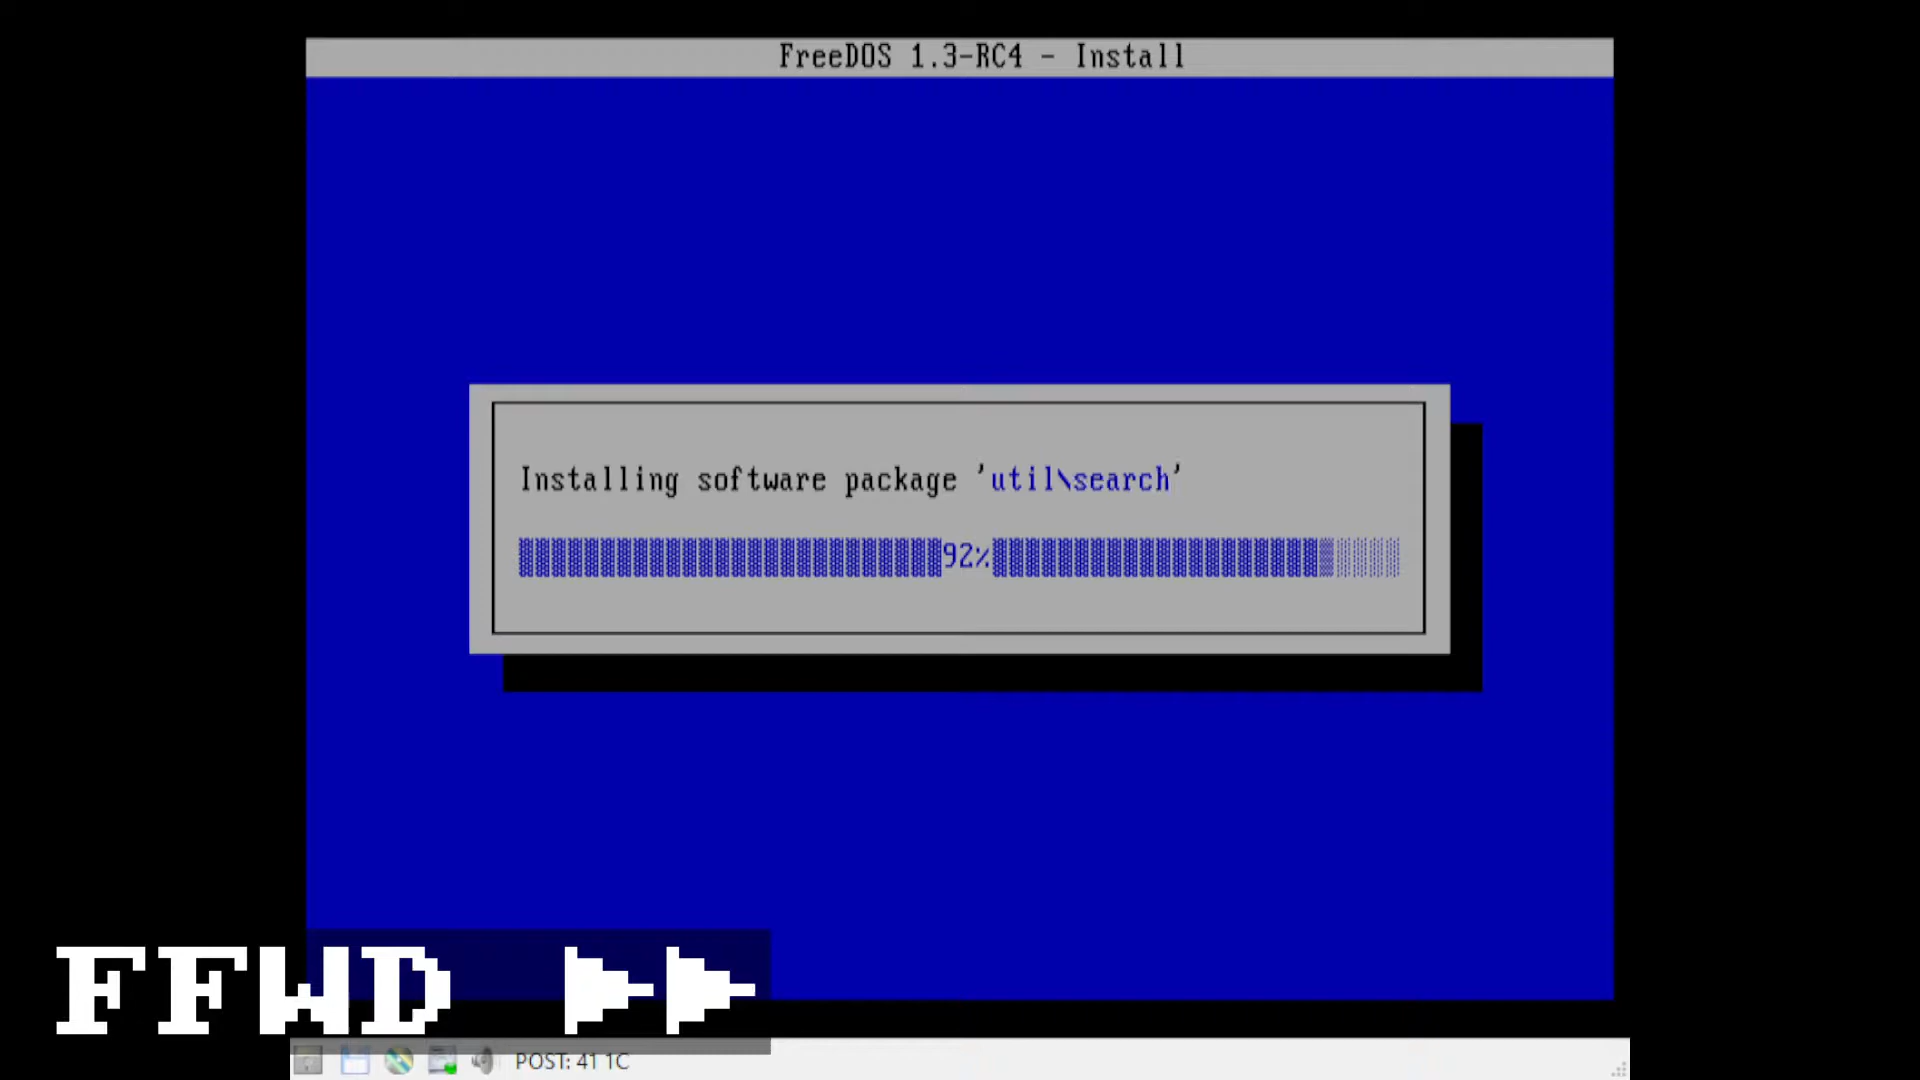 FreeDOS 1.3-RC4 - Install
Installing software package 'util\search'
92%
FFWD
POST: 41 1C